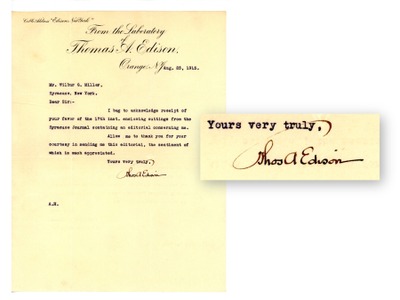 Cable Address "Edison, New York"
From the Laboratory
of
Thomas A. Edison,
Orange, N.J. Aug. 25, 1913.
Mr. Wilbur G. Miller,
Syracuse, New York.
Dear Sir:-
I beg to acknowledge receipt of
your favor of the 17th inst. enclosing cuttings from the
Syracuse Journal containing an editorial concerning me.
Allow me to thank you for your
courtesy in sending me this editorial, the sentiment of
which is much appreciated.
Yours very truly,
Thos A Edison
Yours very truly,
Thos A Edison